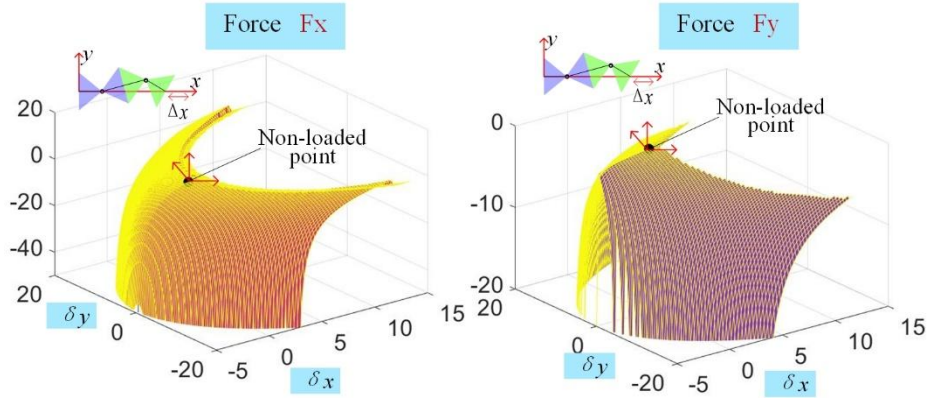 Force Fx
y
x
Δx
Non-loaded
point
20
0
-20
-40
20
0
-20
δy
-5
0
5
10
15
δx
Force Fy
y
x
Δx
Non-loaded
point
0
-10
-20
20
0
-20
δy
-5
0
5
10
15
δx